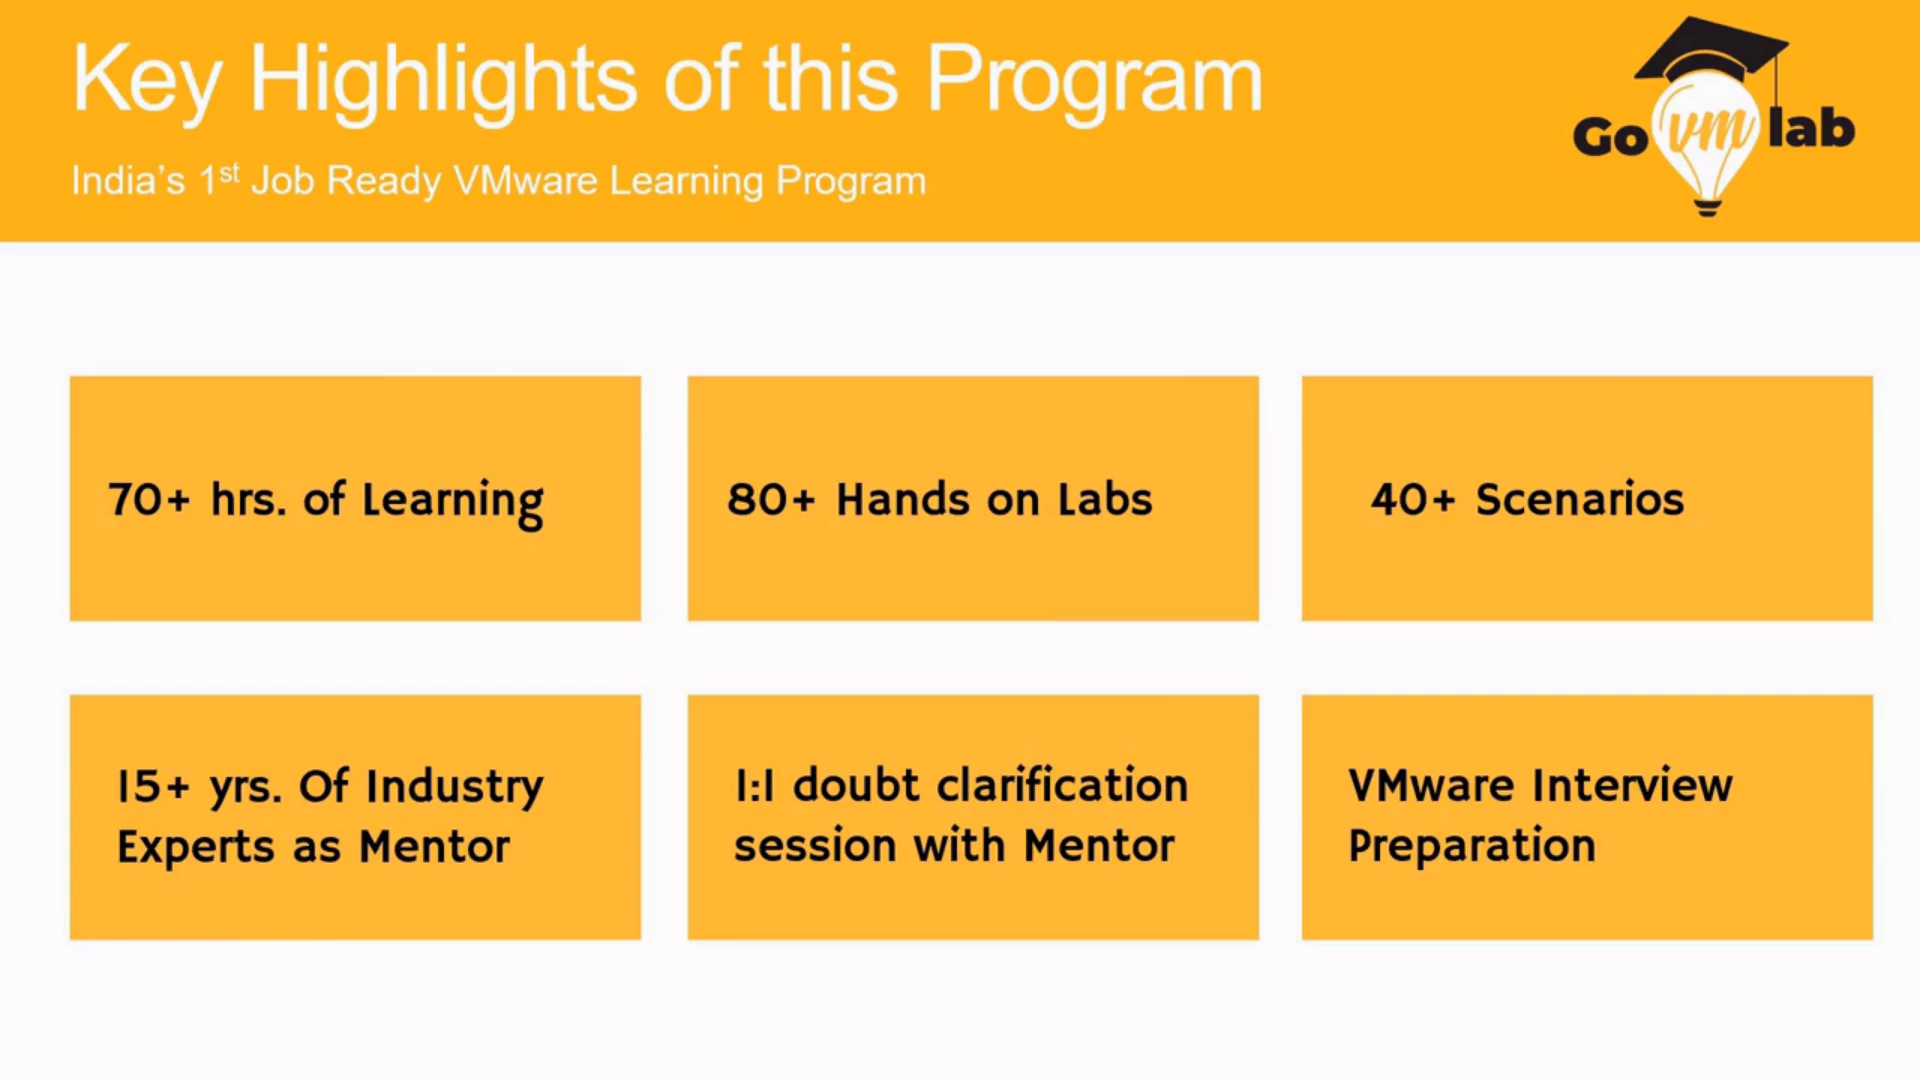 Key Highlights of this Program
India's 1st Job Ready VMware Learning Program
Go vm lab
70+ hrs. of Learning
80+ Hands on Labs
40+ Scenarios
15+ yrs. Of Industry
Experts as Mentor
1:1 doubt clarification
session with Mentor
VMware Interview
Preparation